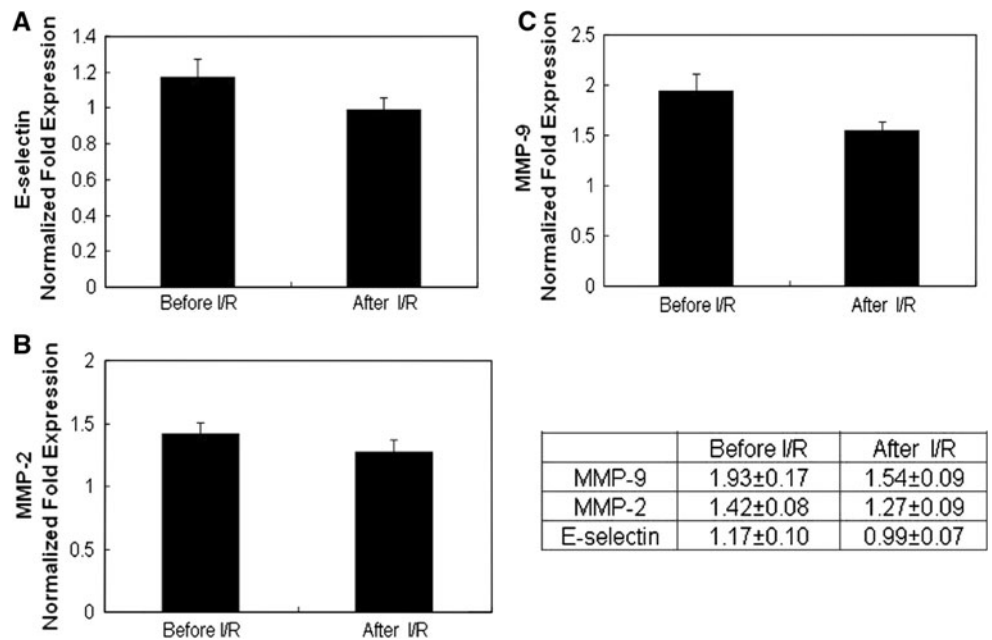 A
E-selectin
Normalized Fold Expression
1.4
1.2
1
0.8
0.6
0.4
0.2
0
Before I/R
After I/R
B
MMP-2
Normalized Fold Expression
2
1.5
1
0.5
0
Before I/R
After I/R
C
MMP-9
Normalized Fold Expression
2.5
2
1.5
1
0.5
0
Before I/R
After I/R
Before I/R After I/R
MMP-9 1.93±0.17 1.54±0.09
MMP-2 1.42±0.08 1.27±0.09
E-selectin 1.17±0.10 0.99±0.07